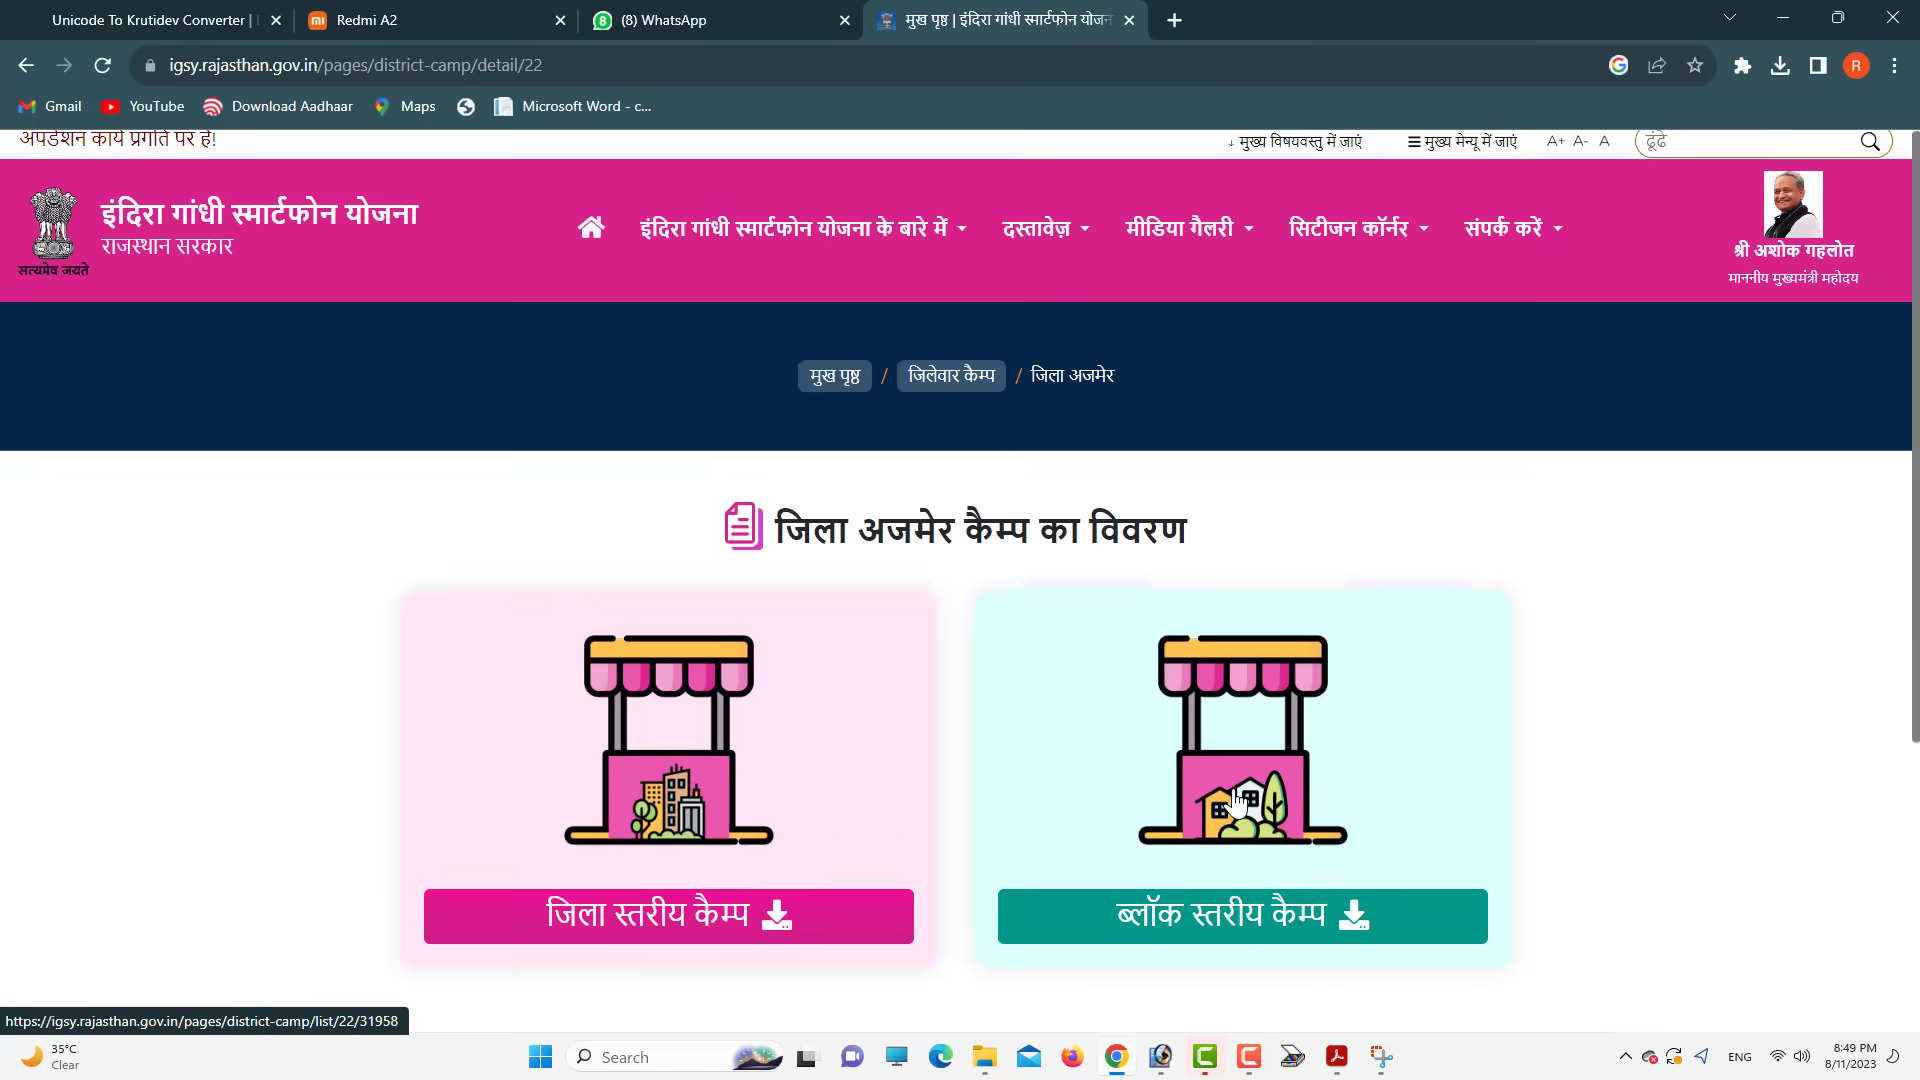 Unicode To Krutidev Converter |
Redmi A2
(8) WhatsApp
मुख पृष्ठ | इंदिरा गांधी स्मार्टफोन योजन
igsy.rajasthan.gov.in/pages/district-camp/detail/22
R
Gmail
YouTube
Download Aadhaar
Maps
Microsoft Word - c...
अपडेशन कार्य प्रगति पर है!
↓ मुख्य विषयवस्तु में जाएं
☰ मुख्य मेन्यू में जाएं
A+ A- A
ढूंढे
सत्यमेव जयते
इंदिरा गांधी स्मार्टफोन योजना
राजस्थान सरकार
इंदिरा गांधी स्मार्टफोन योजना के बारे में
दस्तावेज़
मीडिया गैलरी
सिटीजन कॉर्नर
संपर्क करें
श्री अशोक गहलोत
माननीय मुख्यमंत्री महोदय
मुख पृष्ठ / जिलेवार कैम्प / जिला अजमेर
जिला अजमेर कैम्प का विवरण
जिला स्तरीय कैम्प
ब्लॉक स्तरीय कैम्प
https://igsy.rajasthan.gov.in/pages/district-camp/list/22/31958
35°C
Clear
Search
ENG
8:49 PM
8/11/2023